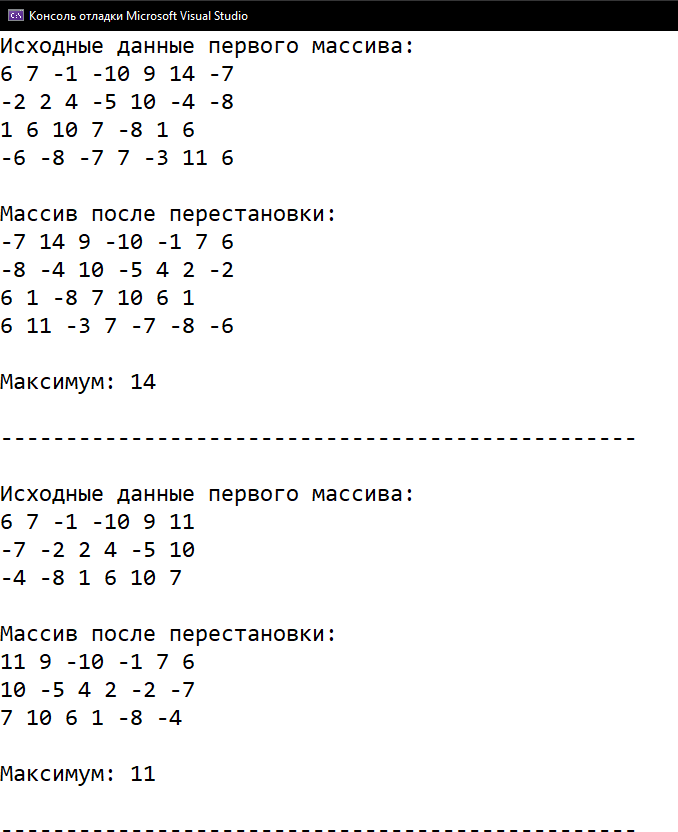 Консоль отладки Microsoft Visual Studio
Исходные данные первого массива:
6 7 -1 -10 9 14 -7
-2 2 4 -5 10 -4 -8
1 6 10 7 -8 1 6
-6 -8 -7 7 -3 11 6
Массив после перестановки:
-7 14 9 -10 -1 7 6
-8 -4 10 -5 4 2 -2
6 1 -8 7 10 6 1
6 11 -3 7 -7 -8 -6
Максимум: 14
-------------------------------------------------
Исходные данные первого массива:
6 7 -1 -10 9 11
-7 -2 2 4 -5 10
-4 -8 1 6 10 7
Массив после перестановки:
11 9 -10 -1 7 6
10 -5 4 2 -2 -7
7 10 6 1 -8 -4
Максимум: 11
-------------------------------------------------